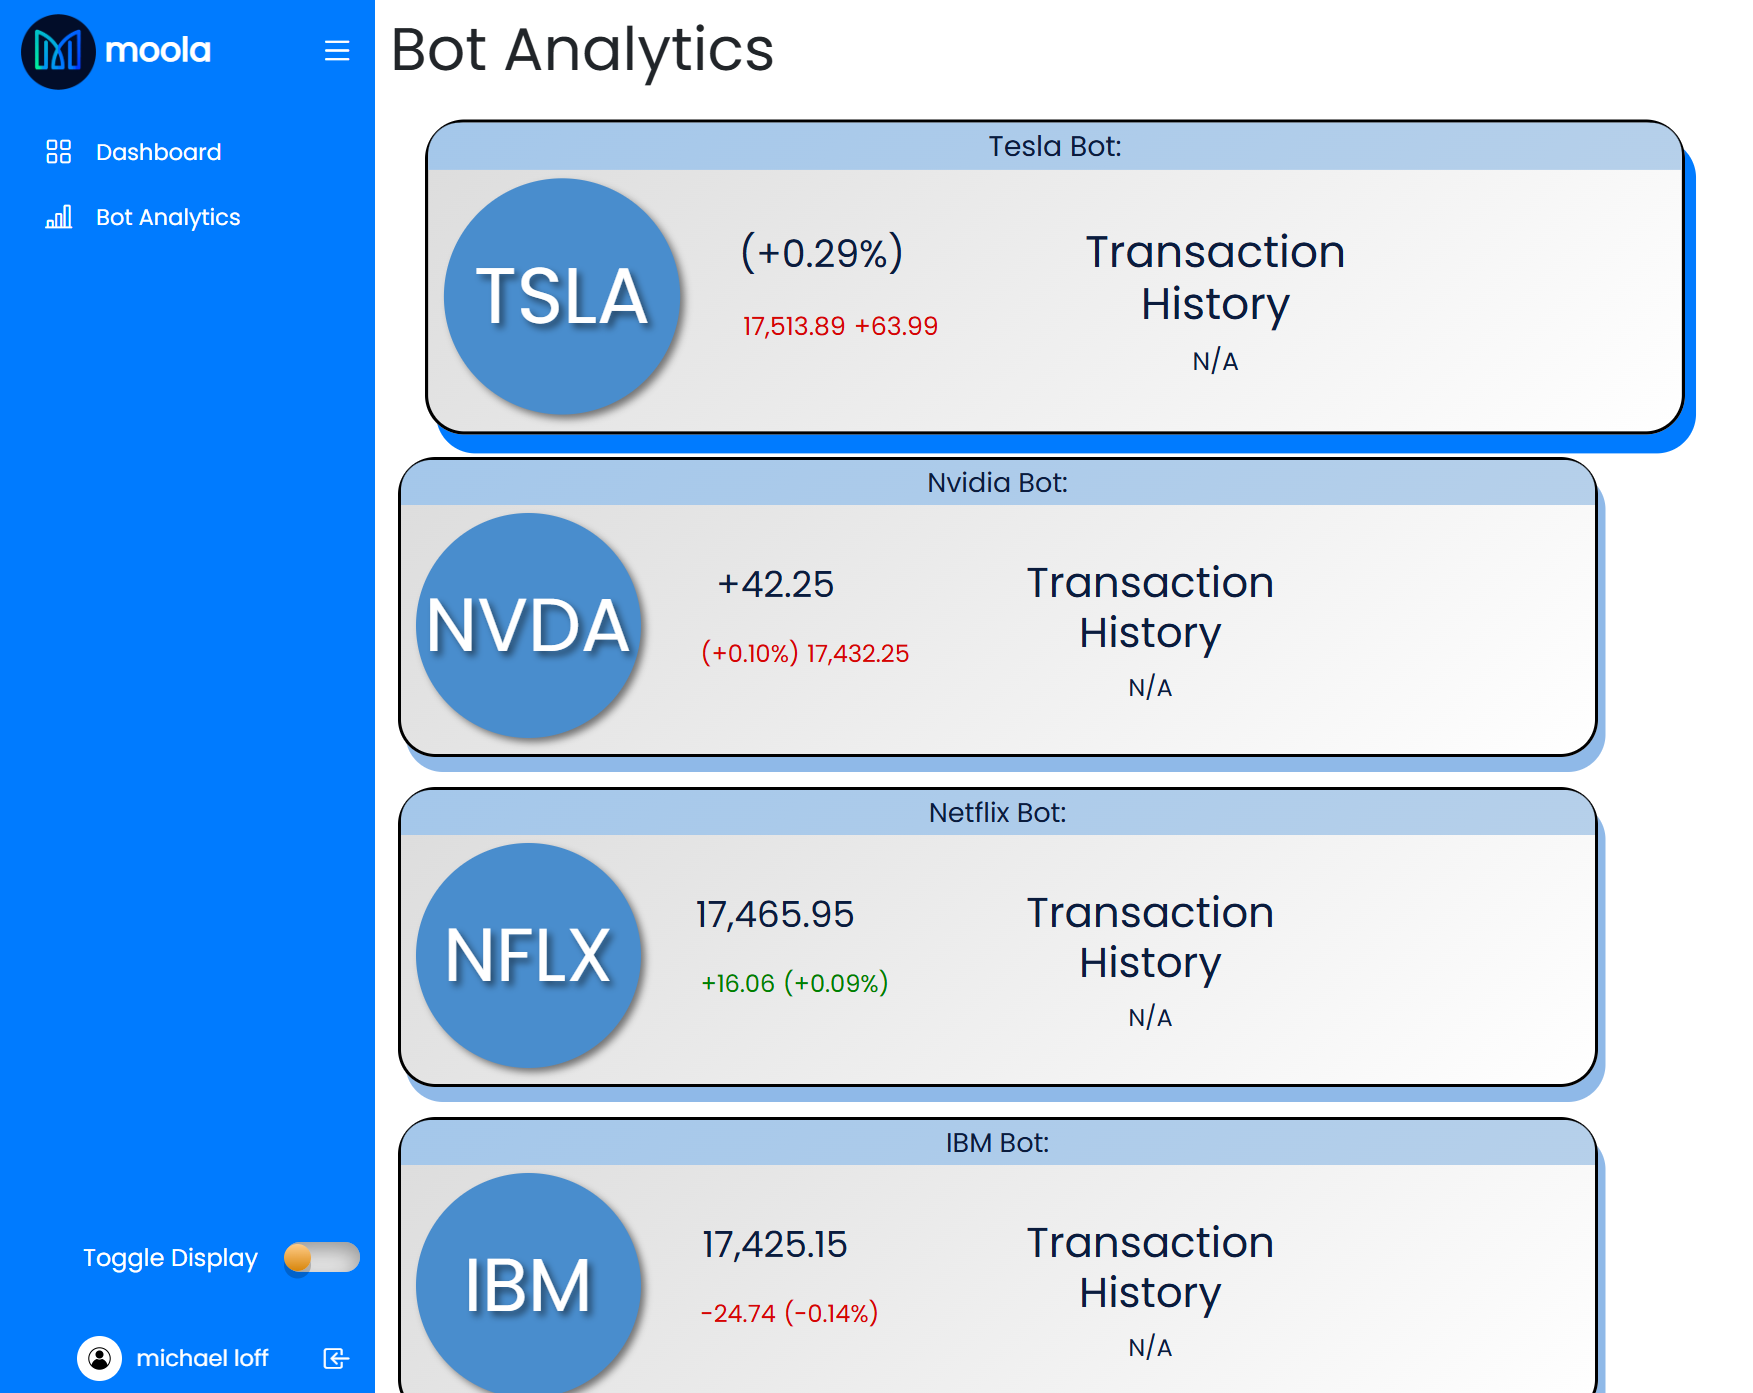 moola
Dashboard
Bot Analytics
Toggle Display
michael loff
Bot Analytics
Tesla Bot:
TSLA
(+0.29%)
17,513.89 +63.99
Transaction
History
N/A
Nvidia Bot:
NVDA
+42.25
(+0.10%) 17,432.25
Transaction
History
N/A
Netflix Bot:
NFLX
17,465.95
+16.06 (+0.09%)
Transaction
History
N/A
IBM Bot:
IBM
17,425.15
-24.74 (-0.14%)
Transaction
History
N/A